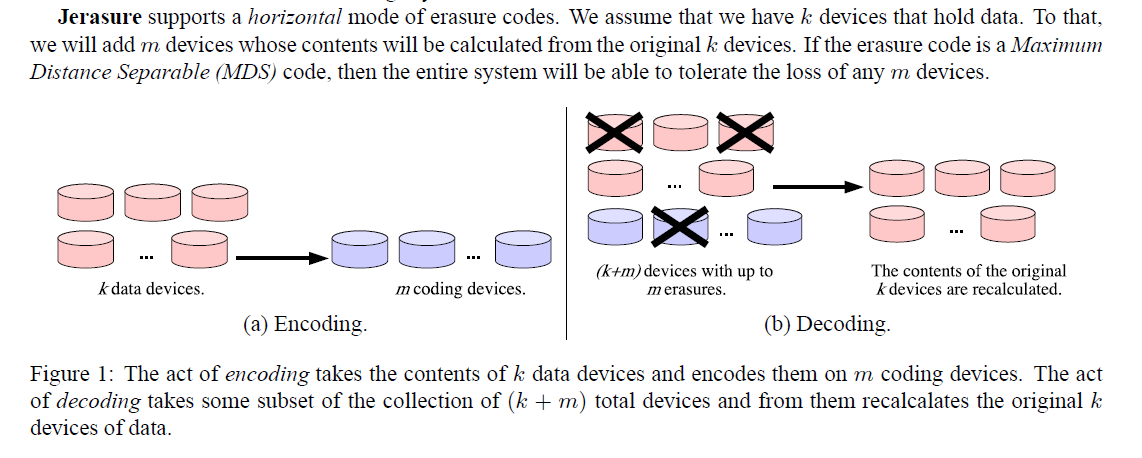 Jerasure supports a horizontal mode of erasure codes. We assume that we have k devices that hold data. To that,
we will add m devices whose contents will be calculated from the original k devices. If the erasure code is a Maximum
Distance Separable (MDS) code, then the entire system will be able to tolerate the loss of any m devices.
...
k data devices.
...
m coding devices.
(a) Encoding.
...
...
(k+m) devices with up to
m erasures.
...
The contents of the original
k devices are recalculated.
(b) Decoding.
Figure 1: The act of encoding takes the contents of k data devices and encodes them on m coding devices. The act
of decoding takes some subset of the collection of (k + m) total devices and from them recalcalates the original k
devices of data.